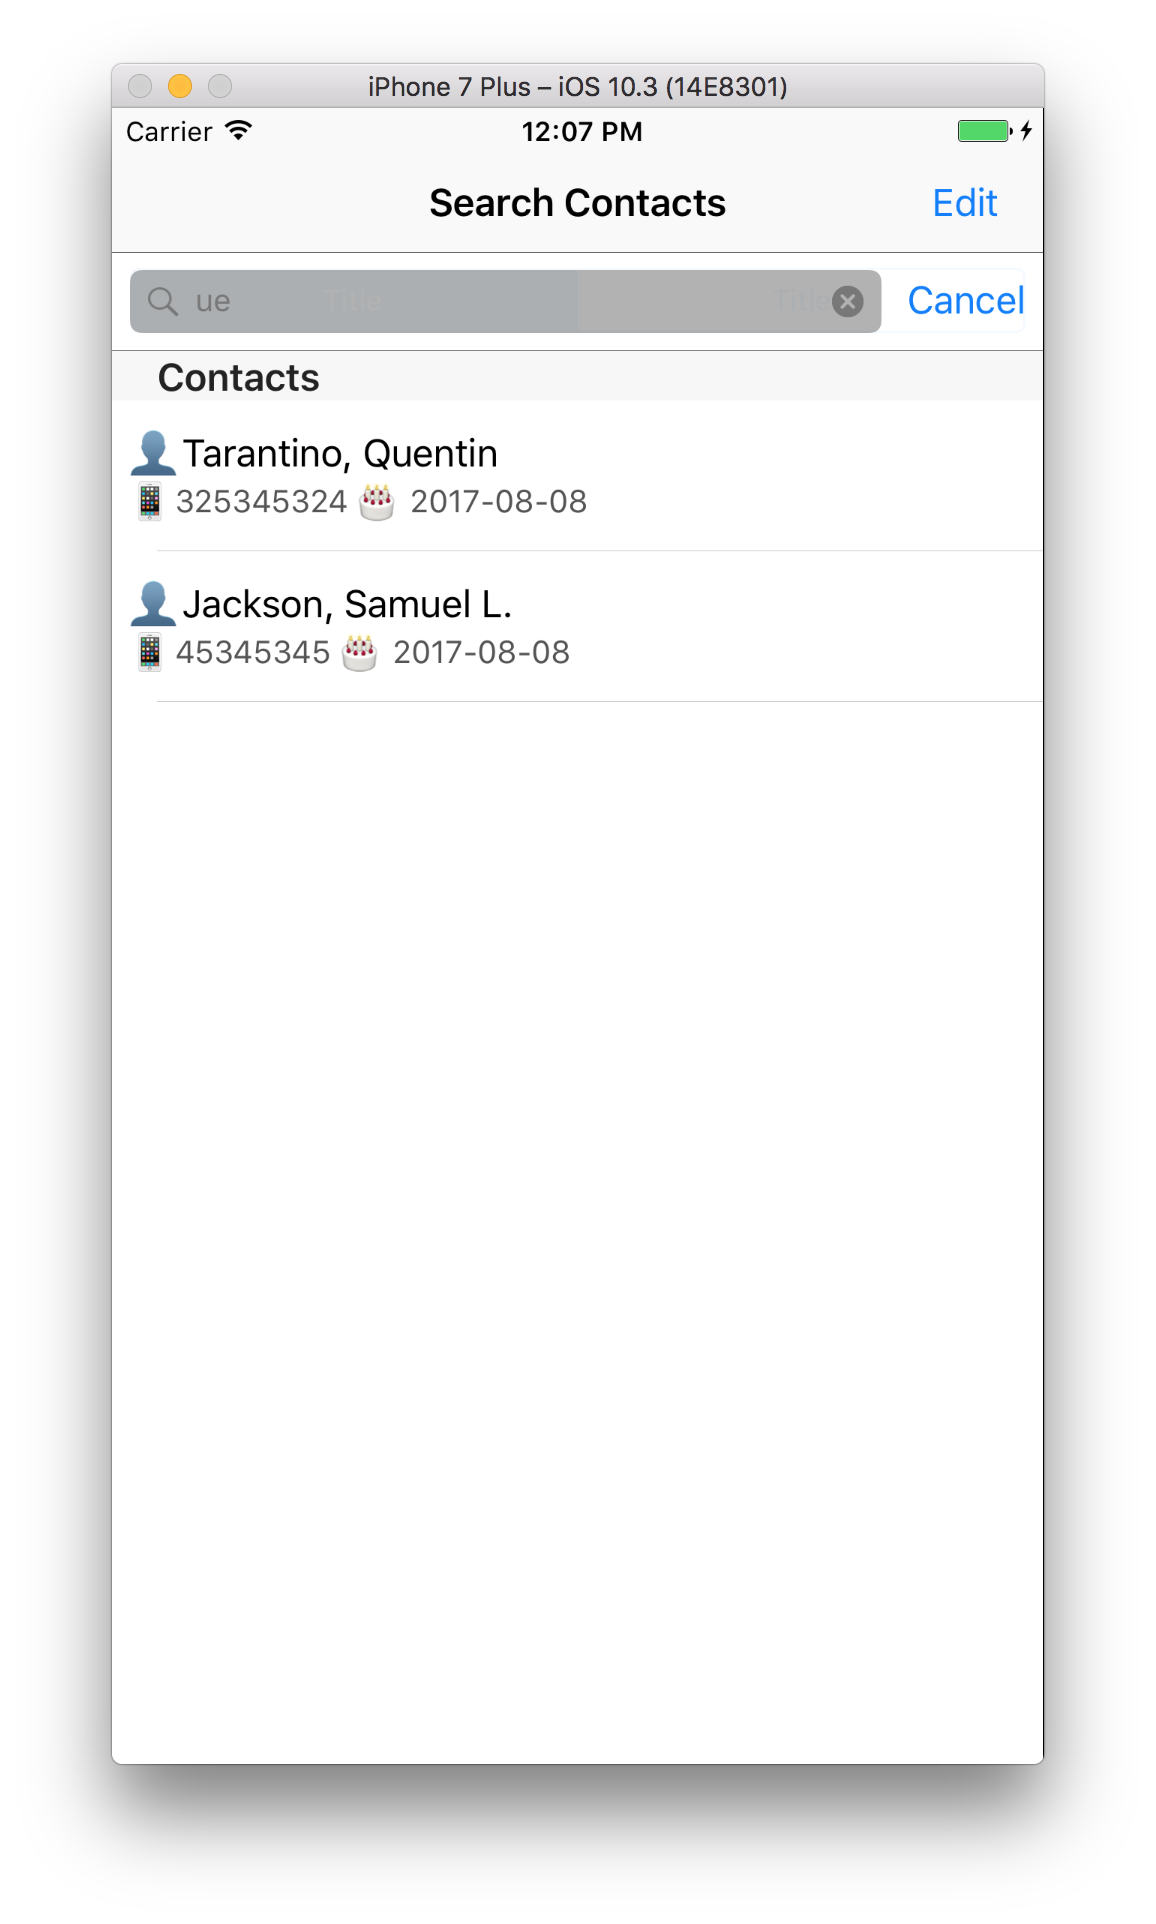 iPhone 7 Plus – iOS 10.3 (14E8301)
Carrier 12:07 PM
Search Contacts Edit
ue Title Title Cancel
Contacts
Tarantino, Quentin
325345324 2017-08-08
Jackson, Samuel L.
45345345 2017-08-08